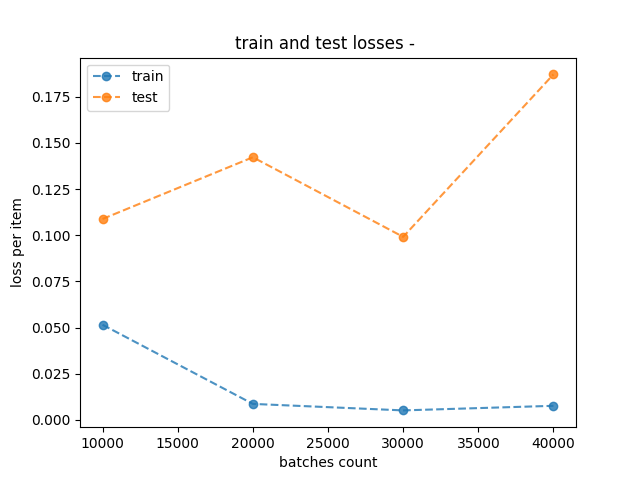 train and test losses -
train
test
loss per item
0.175
0.150
0.125
0.100
0.075
0.050
0.025
0.000
10000 15000 20000 25000 30000 35000 40000
batches count